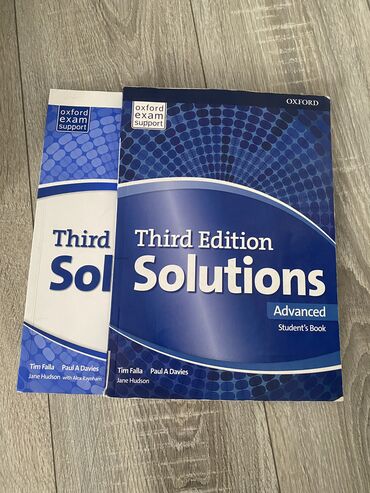 oxford
exam
support
Third
Sol
Tim Falla Paul A Davies
Jane Hudson with Alex Raynham
OXFORD
oxford
exam
support
Third Edition
Solutions
Advanced
Student's Book
Tim Falla Paul A Davies
Jane Hudson